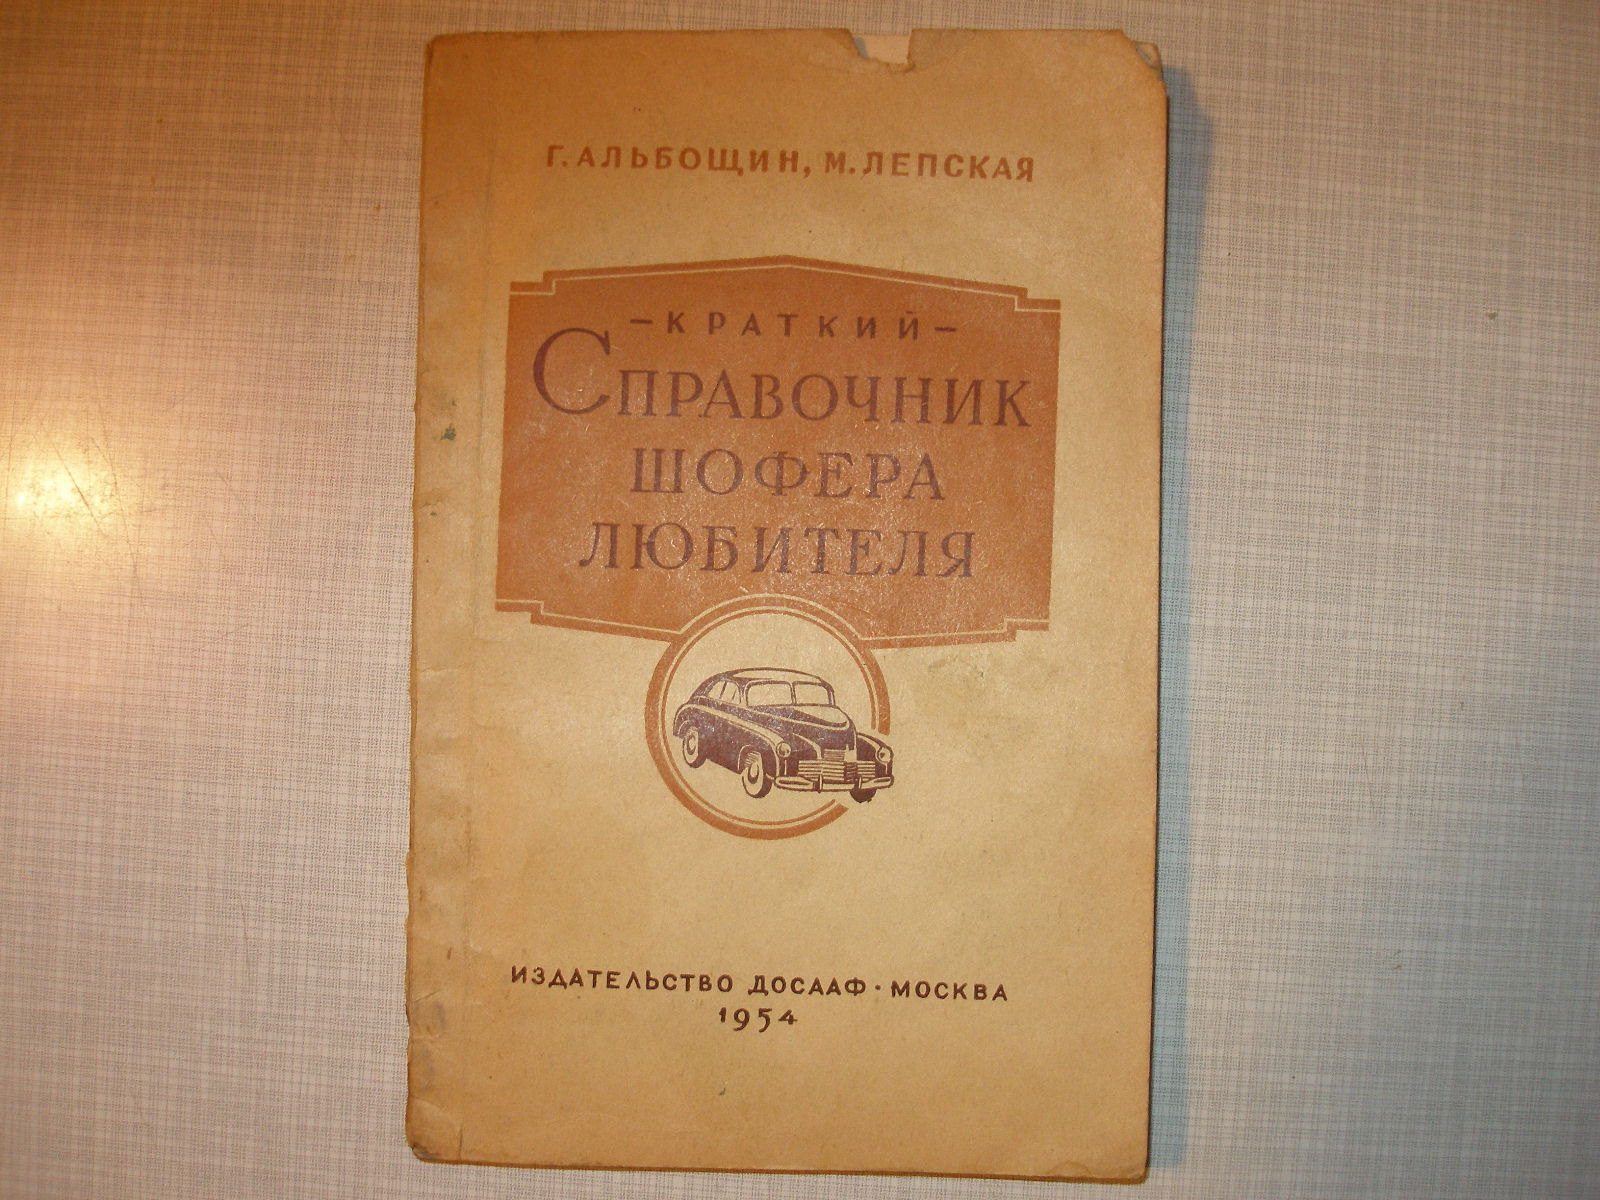 Г. АЛЬБОЩИН, М. ЛЕПСКАЯ
– КРАТКИЙ –
СПРАВОЧНИК
ШОФЕРА
ЛЮБИТЕЛЯ
ИЗДАТЕЛЬСТВО ДОСААФ · МОСКВА
1954